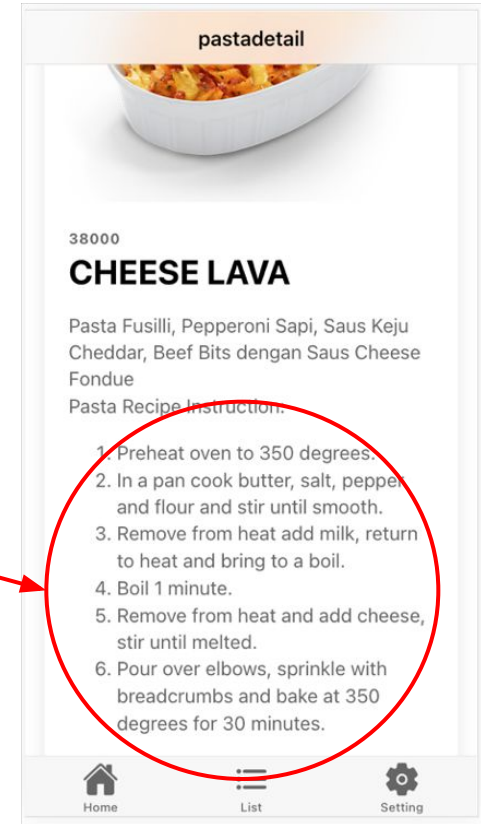 pastadetail
38000
CHEESE LAVA
Pasta Fusilli, Pepperoni Sapi, Saus Keju
Cheddar, Beef Bits dengan Saus Cheese
Fondue
Pasta Recipe Instruction:
1. Preheat oven to 350 degrees.
2. In a pan cook butter, salt, pepper
and flour and stir until smooth.
3. Remove from heat add milk, return
to heat and bring to a boil.
4. Boil 1 minute.
5. Remove from heat and add cheese,
stir until melted.
6. Pour over elbows, sprinkle with
breadcrumbs and bake at 350
degrees for 30 minutes.
Home List Setting